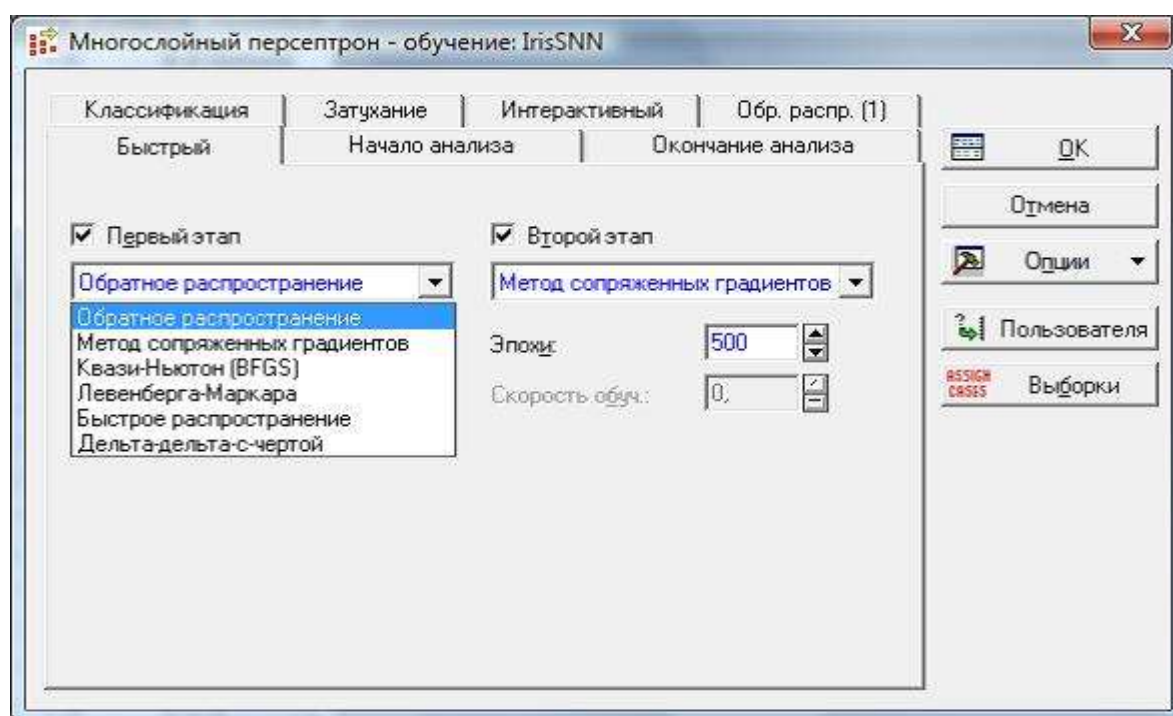 Многослойный персептрон - обучение: IrisSNN
Классификация
Затухание
Интерактивный
Обр. распр. (1)
Быстрый
Начало анализа
Окончание анализа
Первый этап
Второй этап
Обратное распространение
Метод сопряженных градиентов
Обратное распространение
Метод сопряженных градиентов
Квази-Ньютон (BFGS)
Левенберга-Маркара
Быстрое распространение
Дельта-дельта-с-чертой
Эпохи: 500
Скорость обуч.: 0,
OK
Отмена
Опции
Пользователя
ASSIGN
CASES
Выборки